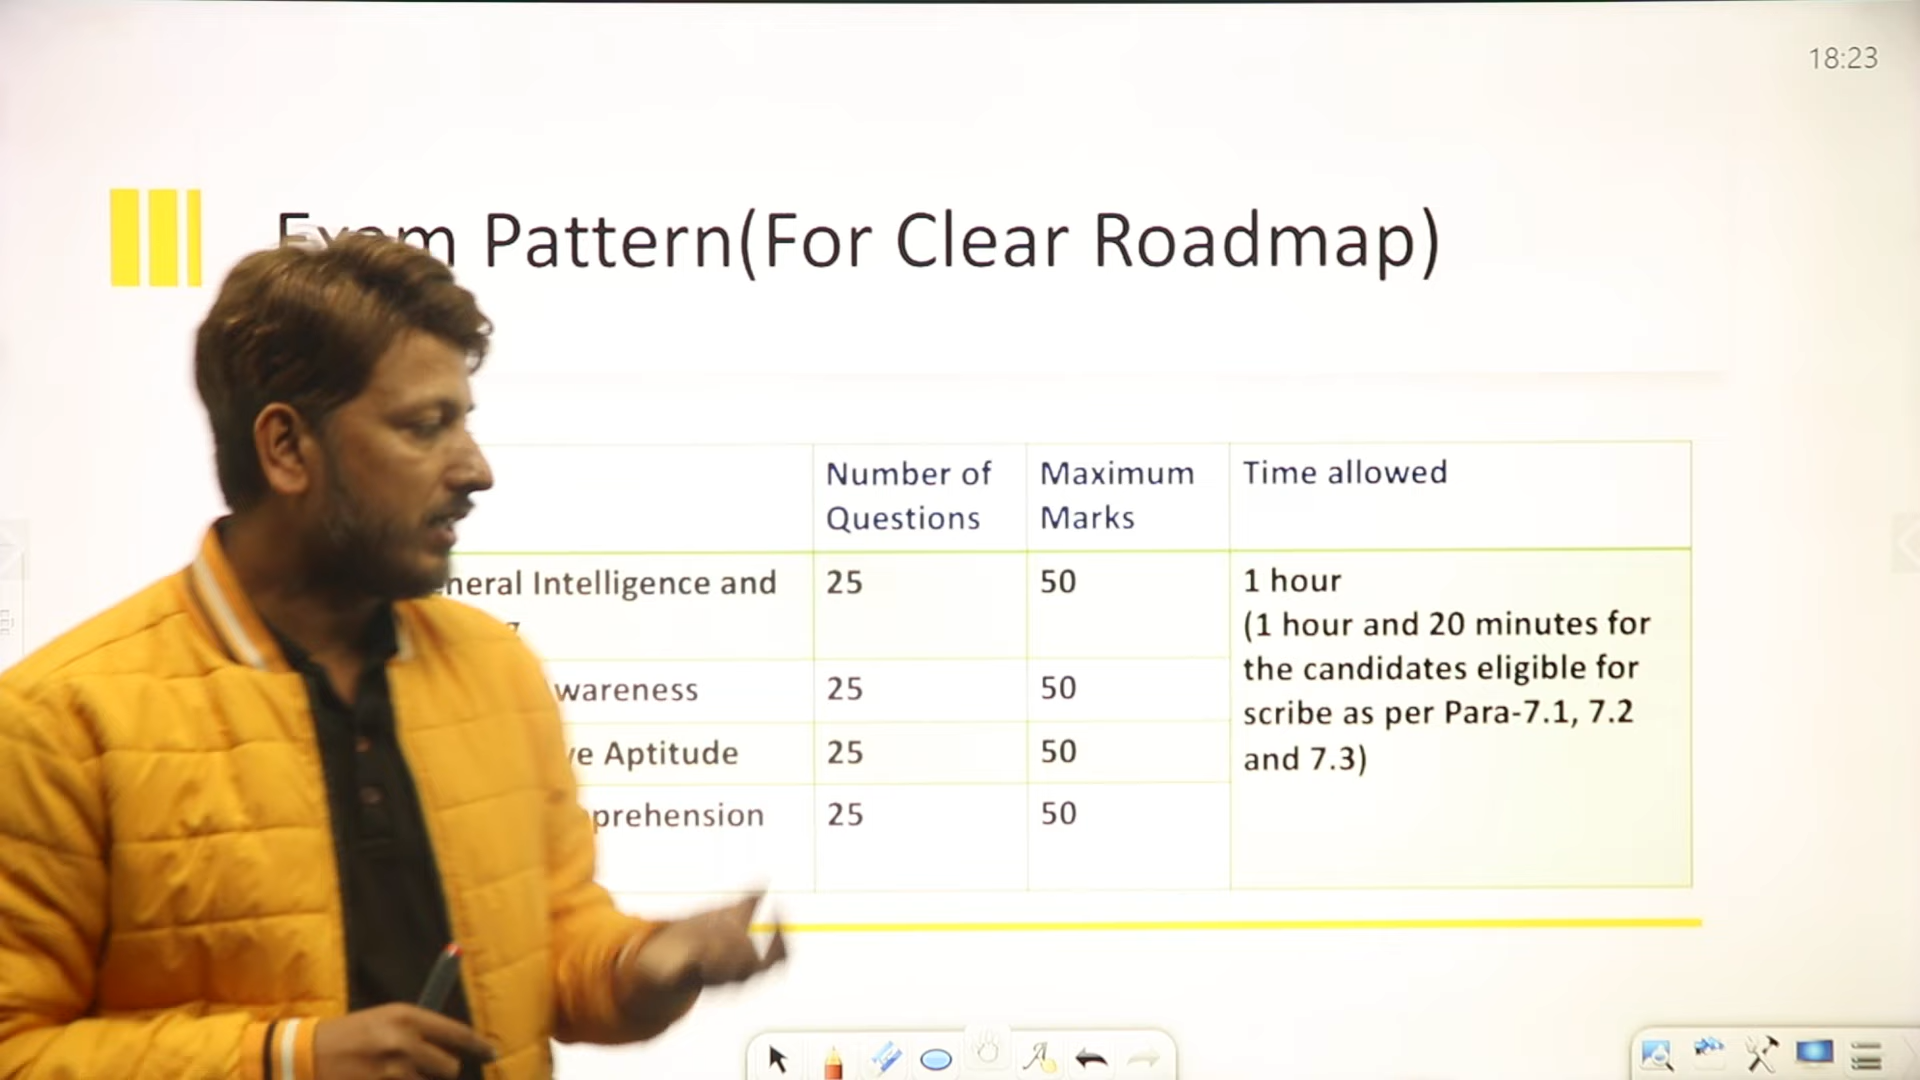 18:23
Exam Pattern(For Clear Roadmap)
Number of
Questions
Maximum
Marks
Time allowed
neral Intelligence and
25
50
1 hour
(1 hour and 20 minutes for
the candidates eligible for
scribe as per Para-7.1, 7.2
and 7.3)
wareness
25
50
ve Aptitude
25
50
prehension
25
50